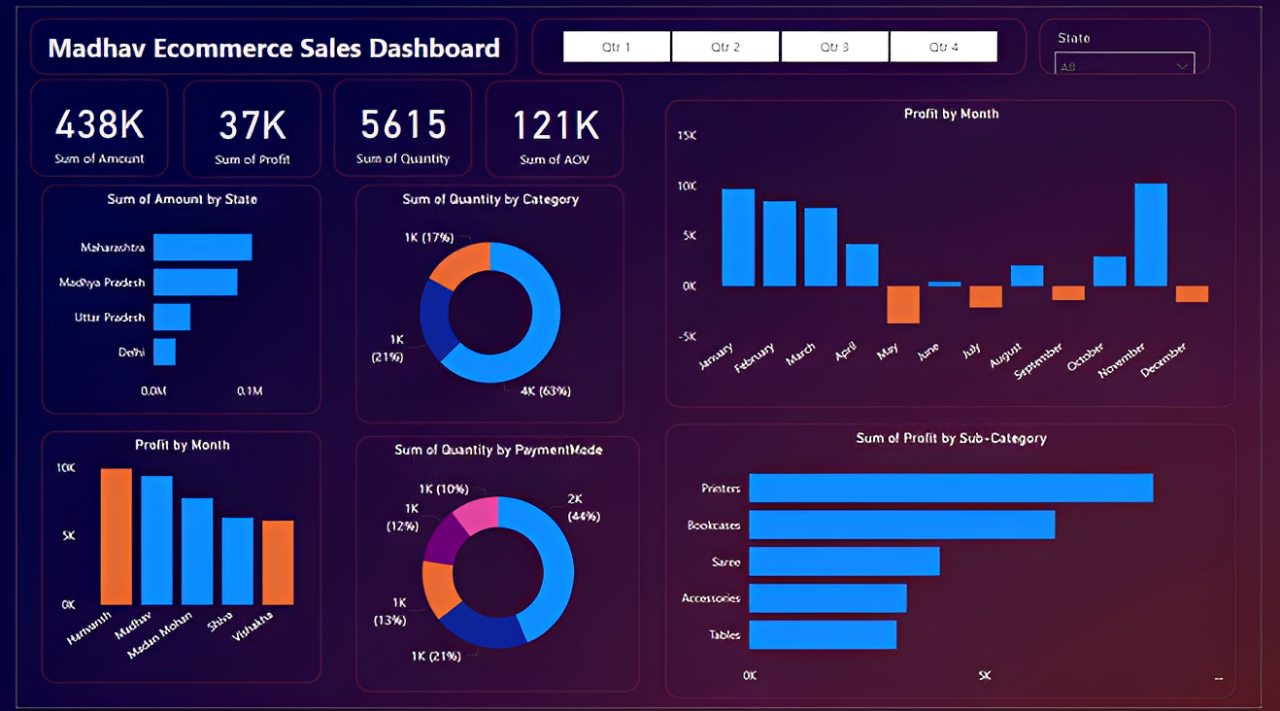 Madhav Ecommerce Sales Dashboard
Qtr 1
Qtr 2
Qtr 3
Qtr 4
State
All
438K
Sum of Amount
37K
Sum of Profit
5615
Sum of Quantity
121K
Sum of AOV
Sum of Amount by State
Maharashtra
Madhya Pradesh
Uttar Pradesh
Delhi
0.0M
0.1M
Sum of Quantity by Category
1K (17%)
1K
(21%)
4K (63%)
Profit by Month
15K
10K
5K
0K
-5K
January
February
March
April
May
June
July
August
September
October
November
December
Profit by Month
10K
5K
0K
Harivansh
Madhav
Madan Mohan
Shiva
Vishakha
Sum of Quantity by PaymentMode
1K (10%)
2K
(44%)
1K
(12%)
1K
(13%)
1K (21%)
Sum of Profit by Sub-Category
Printers
Bookcases
Saree
Accessories
Tables
0K
5K